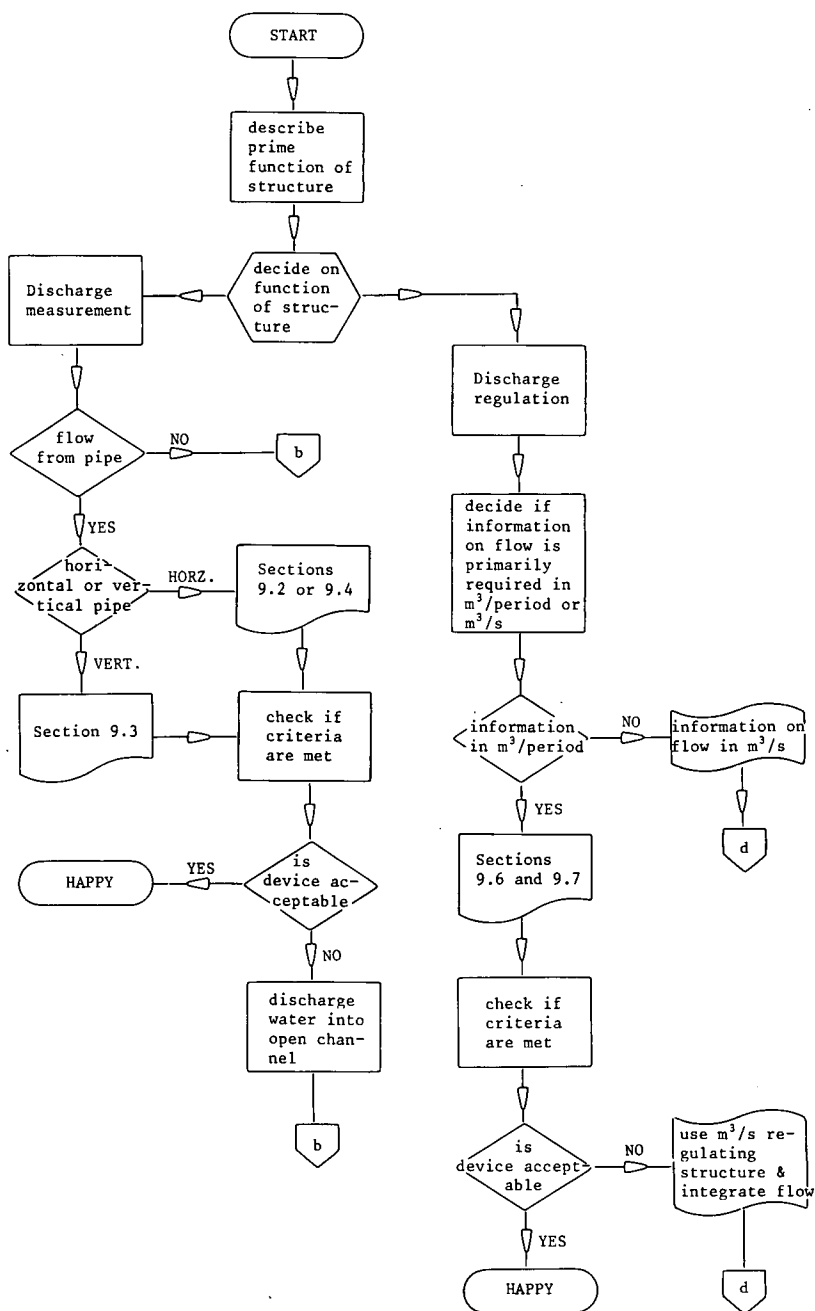 START
describe
prime
function of
structure
decide on
function
of struc-
ture
Discharge
measurement
flow
from pipe
NO
b
YES
hori-
zontal or ver-
tical pipe
HORZ.
Sections
9.2 or 9.4
VERT.
Section 9.3
check if
criteria
are met
is
device ac-
ceptable
YES
HAPPY
NO
discharge
water into
open chan-
nel
b
Discharge
regulation
decide if
information
on flow is
primarily
required in
m³/period or
m³/s
information
in m³/period
NO
information on
flow in m³/s
d
YES
Sections
9.6 and 9.7
check if
criteria
are met
is
device accept-
able
NO
use m³/s re-
gulating
structure &
integrate flow
d
YES
HAPPY